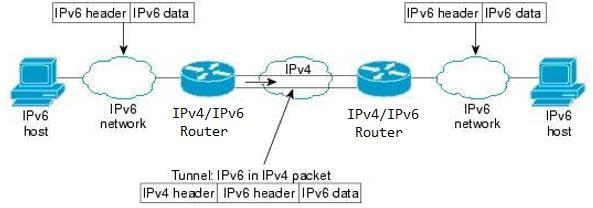 IPv6 header IPv6 data
IPv6 header IPv6 data
IPv4
IPv6
host
IPv6
network
IPv4/IPv6
Router
IPv4/IPv6
Router
IPv6
network
IPv6
host
Tunnel: IPv6 in IPv4 packet
IPv4 header IPv6 header IPv6 data